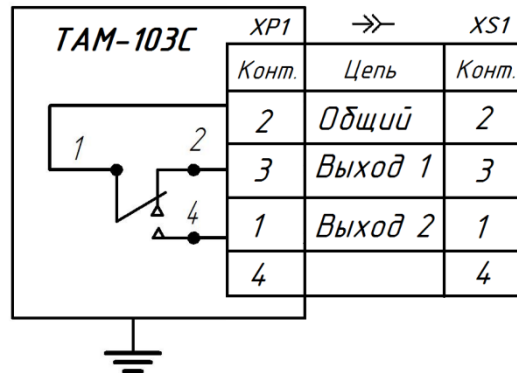 ТАМ-103С
XP1 XS1
Конт. Цепь Конт.
2 Общий 2
1 2
3 Выход 1 3
4
1 Выход 2 1
4 4